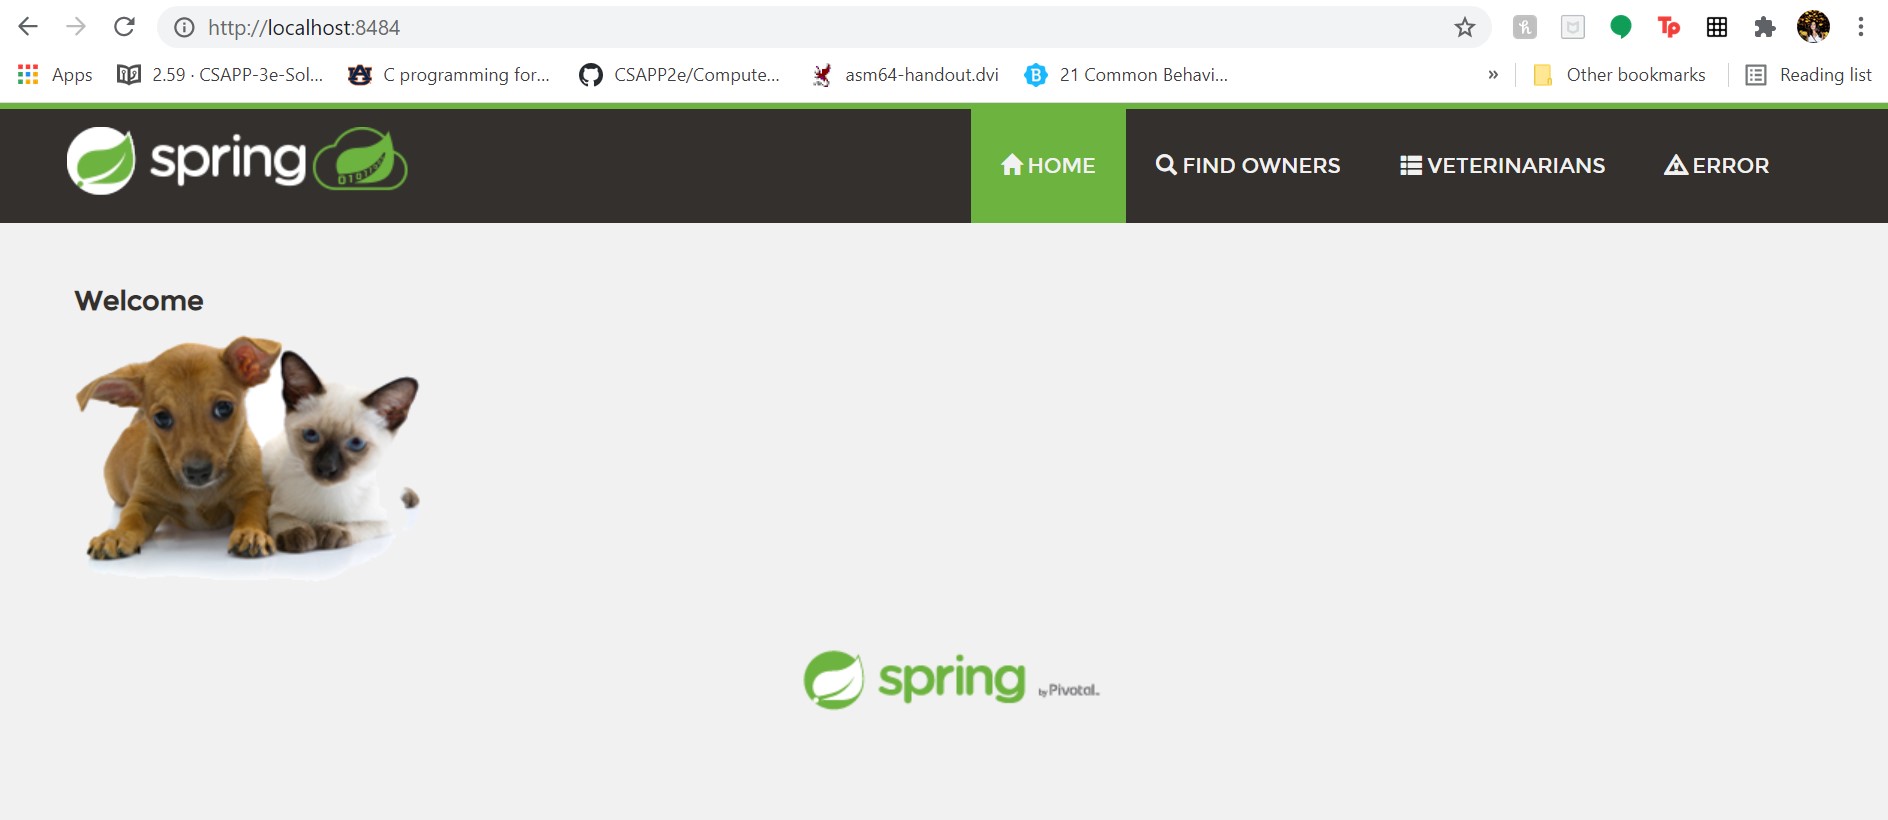 http://localhost:8484
Apps
2.59 · CSAPP-3e-Sol...
C programming for...
CSAPP2e/Compute...
asm64-handout.dvi
21 Common Behavi...
»
Other bookmarks
Reading list
spring
HOME
FIND OWNERS
VETERINARIANS
ERROR
Welcome
spring by Pivotal